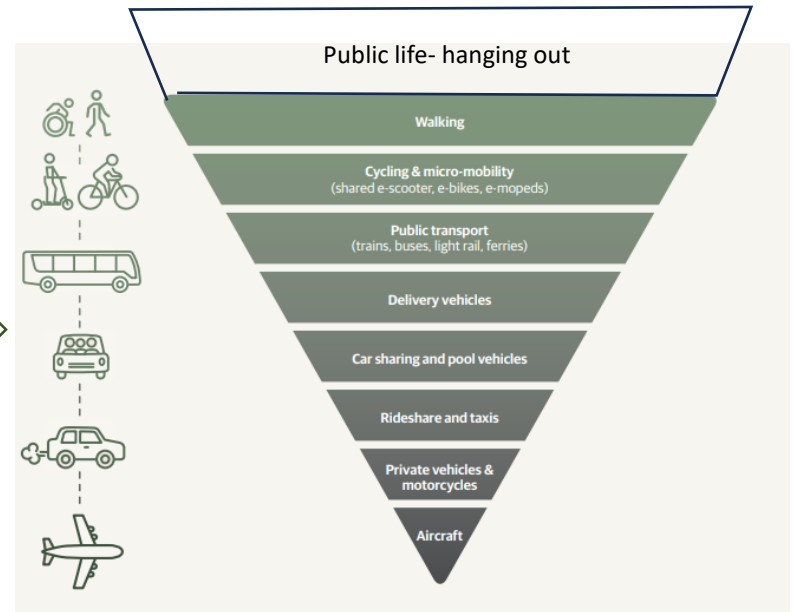 Public life- hanging out
Walking
Cycling & micro-mobility
(shared e-scooter, e-bikes, e-mopeds)
Public transport
(trains, buses, light rail, ferries)
Delivery vehicles
Car sharing and pool vehicles
Rideshare and taxis
Private vehicles &
motorcycles
Aircraft